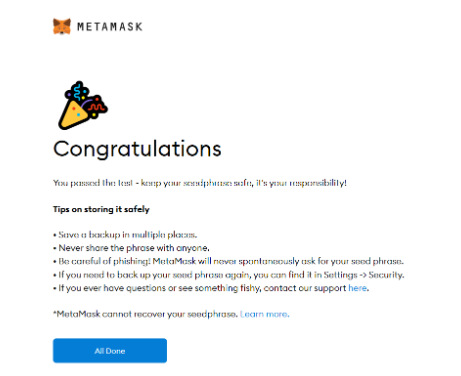 METAMASK
Congratulations
You passed the test - keep your seedphrase safe, it's your responsibility!
Tips on storing it safely
• Save a backup in multiple places.
• Never share the phrase with anyone.
• Be careful of phishing! MetaMask will never spontaneously ask for your seed phrase.
• If you need to back up your seed phrase again, you can find it in Settings -> Security.
• If you ever have questions or see something fishy, contact our support here.
*MetaMask cannot recover your seedphrase. Learn more.
All Done